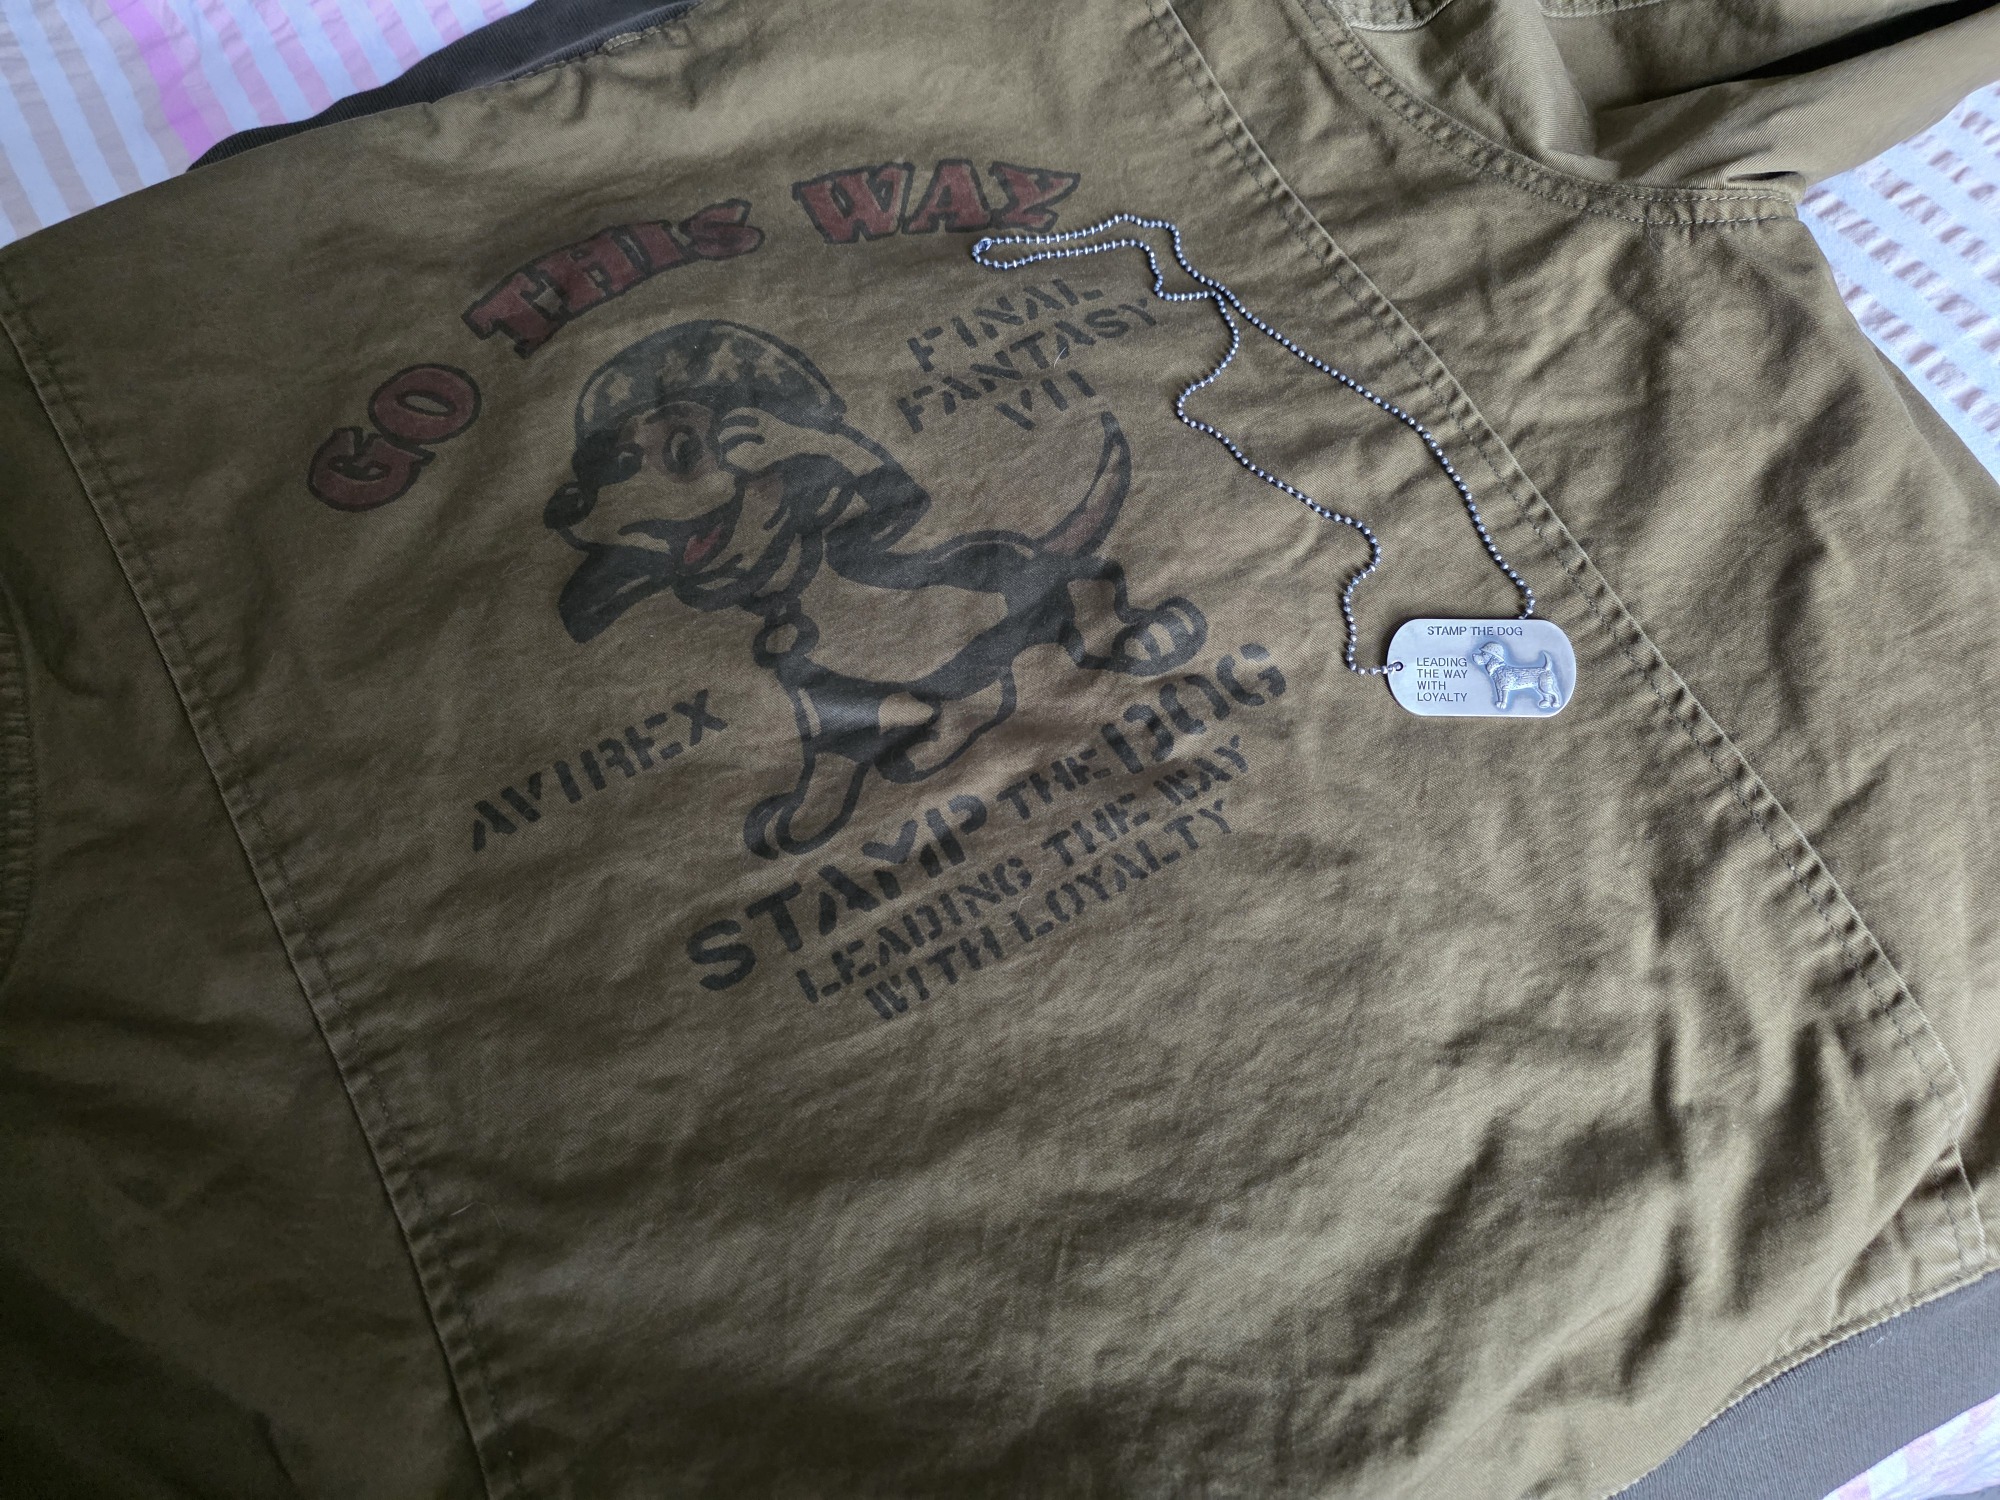 GO THIS WAY
FINAL
FANTASY
VII
AVIREX
STAMP THE DOG
LEADING THE WAY
WITH LOYALTY
STAMP THE DOG
LEADING
THE WAY
WITH
LOYALTY